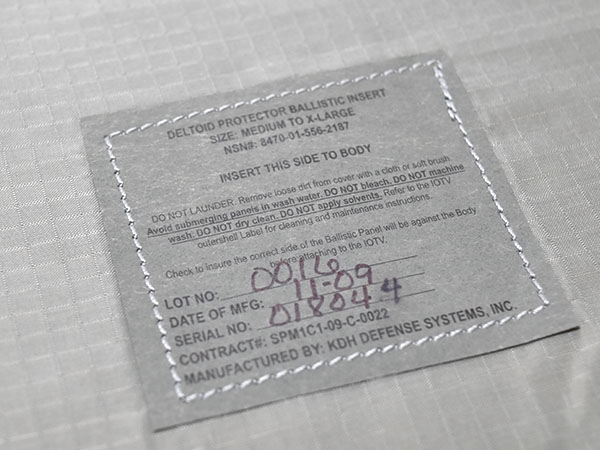 DELTOID PROTECTOR BALLISTIC INSERT
SIZE: MEDIUM TO X-LARGE
NSN#: 8470-01-556-2187
INSERT THIS SIDE TO BODY
DO NOT LAUNDER. Remove loose dirt from cover with a cloth or soft brush.
Avoid submerging panels in wash water. DO NOT bleach. DO NOT machine
wash. DO NOT dry clean. DO NOT apply solvents. Refer to the IOTV
outershell Label for cleaning and maintenance instructions.
Check to insure the correct side of the Ballistic Panel will be against the Body
before attaching to the IOTV.
LOT NO: 0016
DATE OF MFG: 11-09
SERIAL NO: 018044
CONTRACT#: SPM1C1-09-C-0022
MANUFACTURED BY: KDH DEFENSE SYSTEMS, INC.